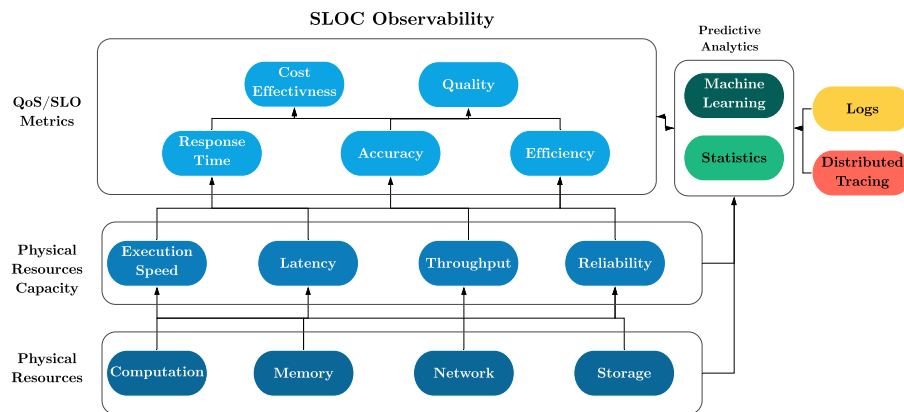 SLOC Observability
Predictive
Analytics
QoS/SLO
Metrics
Cost
Effectivness
Quality
Response
Time
Accuracy
Efficiency
Machine
Learning
Statistics
Logs
Distributed
Tracing
Physical
Resources
Capacity
Execution
Speed
Latency
Throughput
Reliability
Physical
Resources
Computation
Memory
Network
Storage